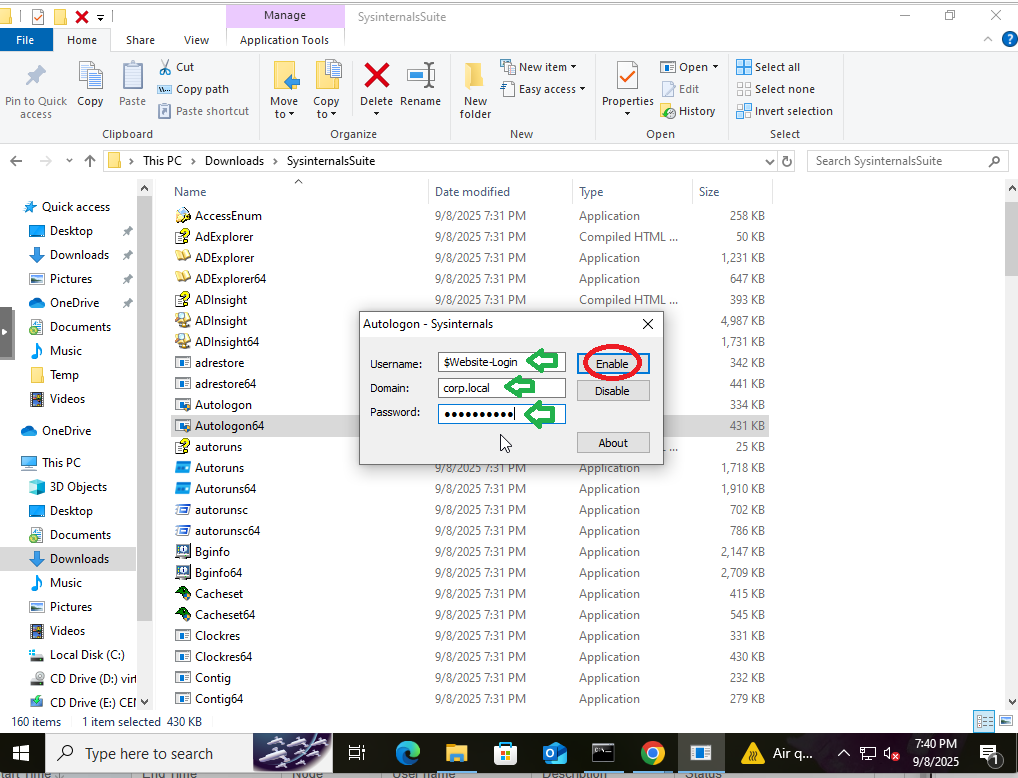 Manage
SysinternalsSuite
File
Home
Share
View
Application Tools
Pin to Quick access
Copy
Paste
Cut
Copy path
Paste shortcut
Clipboard
Move to
Copy to
Delete
Rename
Organize
New folder
New item
Easy access
New
Properties
Open
Edit
History
Open
Select all
Select none
Invert selection
Select
This PC > Downloads > SysinternalsSuite
Search SysinternalsSuite
Quick access
Desktop
Downloads
Pictures
OneDrive
Documents
Music
Temp
Videos
OneDrive
This PC
3D Objects
Desktop
Documents
Downloads
Music
Pictures
Videos
Local Disk (C:)
CD Drive (D:) virt
CD Drive (E:) CEN
Name Date modified Type Size
AccessEnum 9/8/2025 7:31 PM Application 258 KB
AdExplorer 9/8/2025 7:31 PM Compiled HTML ... 50 KB
ADExplorer 9/8/2025 7:31 PM Application 1,231 KB
ADExplorer64 9/8/2025 7:31 PM Application 647 KB
ADInsight 9/8/2025 7:31 PM Compiled HTML ... 393 KB
ADInsight 4,987 KB
ADInsight64 1,731 KB
adrestore 342 KB
adrestore64 441 KB
Autologon 334 KB
Autologon64 431 KB
autoruns ... 25 KB
Autoruns 9/8/2025 7:31 PM Application 1,718 KB
Autoruns64 9/8/2025 7:31 PM Application 1,910 KB
autorunsc 9/8/2025 7:31 PM Application 702 KB
autorunsc64 9/8/2025 7:31 PM Application 786 KB
Bginfo 9/8/2025 7:31 PM Application 2,147 KB
Bginfo64 9/8/2025 7:31 PM Application 2,709 KB
Cacheset 9/8/2025 7:31 PM Application 415 KB
Cacheset64 9/8/2025 7:31 PM Application 545 KB
Clockres 9/8/2025 7:31 PM Application 331 KB
Clockres64 9/8/2025 7:31 PM Application 430 KB
Contig 9/8/2025 7:31 PM Application 232 KB
Contig64 9/8/2025 7:31 PM Application 279 KB
Autologon - Sysinternals
Username: $Website-Login
Enable
Domain: corp.local
Disable
Password: ●●●●●●●●●●
About
160 items 1 item selected 430 KB
Type here to search
Air q...
7:40 PM
9/8/2025
1
End Time Node User name Description Status